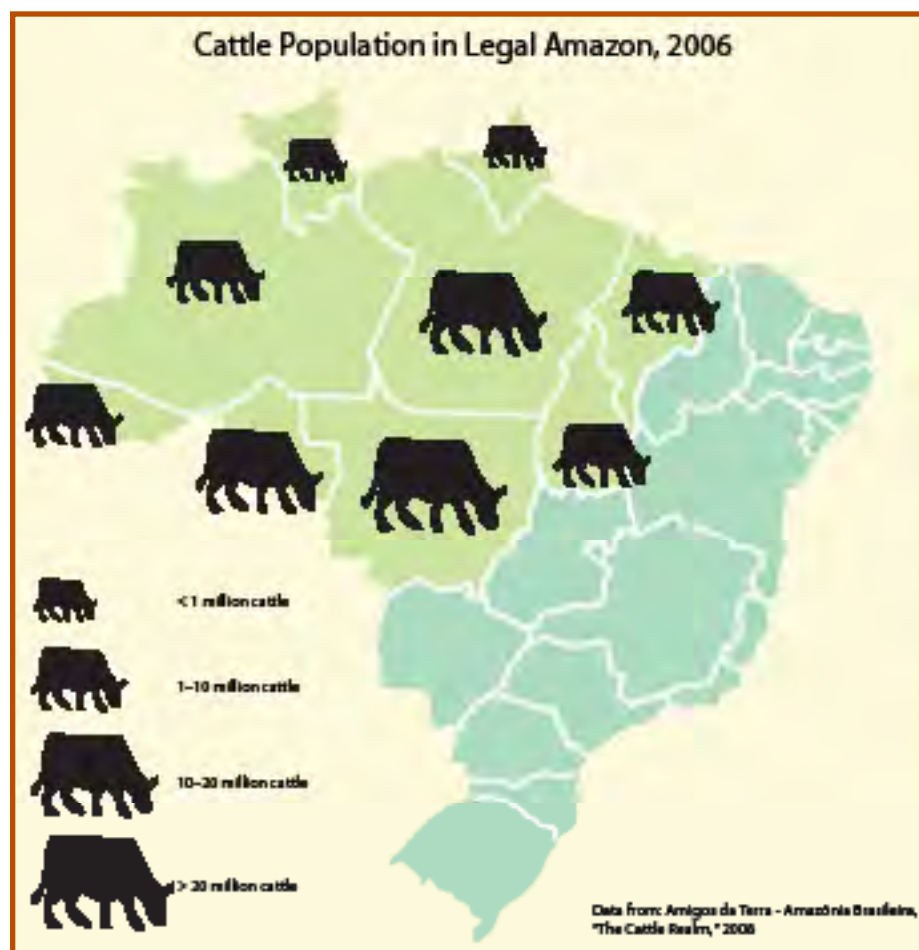 Cattle Population in Legal Amazon, 2006
< 1 million cattle
1–10 million cattle
10–20 million cattle
> 20 million cattle
Data from: Amigos da Terra - Amazônia Brasileira,
"The Cattle Realm," 2008